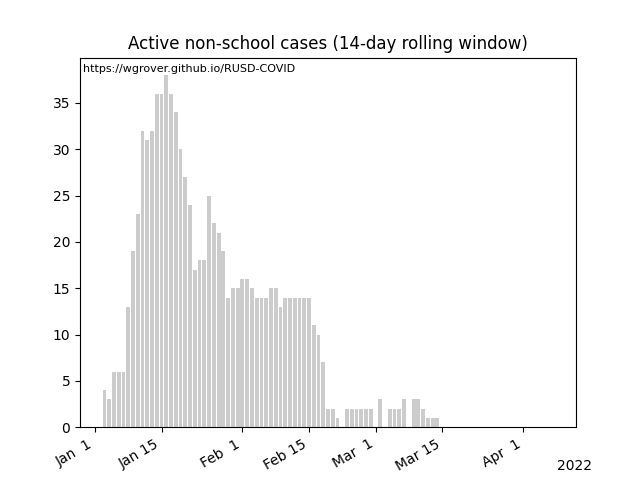 Active non-school cases (14-day rolling window)
https://wgrover.github.io/RUSD-COVID
35
30
25
20
15
10
5
0
Jan 1
Jan 15
Feb 1
Feb 15
Mar 1
Mar 15
Apr 1
2022